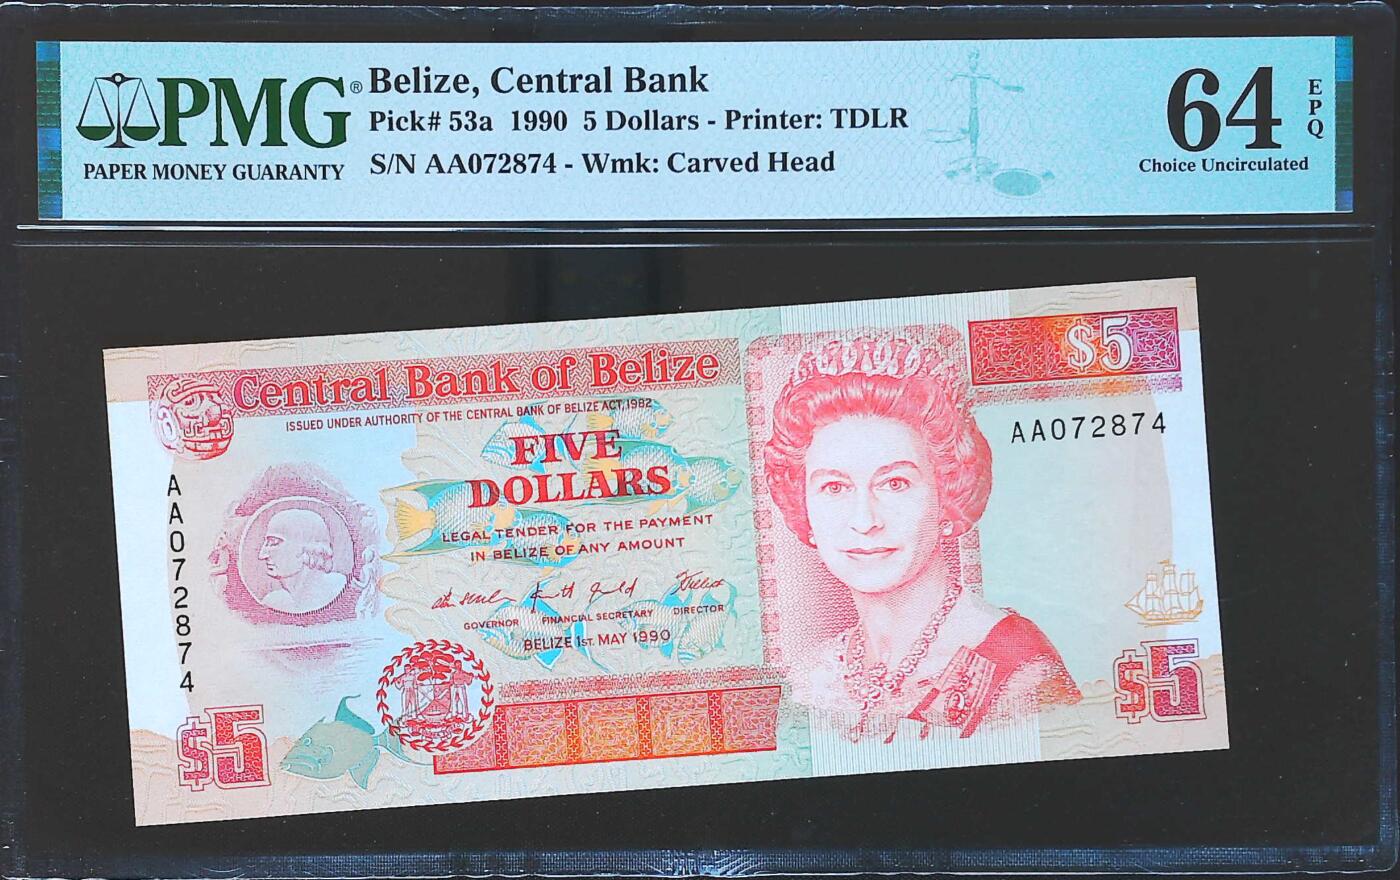 PMG®
PAPER MONEY GUARANTY
Belize, Central Bank
Pick# 53a 1990 5 Dollars - Printer: TDLR
S/N AA072874 - Wmk: Carved Head
64
EPQ
Choice Uncirculated
Central Bank of Belize
ISSUED UNDER AUTHORITY OF THE CENTRAL BANK OF BELIZE ACT, 1982
$5
AA072874
FIVE
DOLLARS
AA072874
LEGAL TENDER FOR THE PAYMENT
IN BELIZE OF ANY AMOUNT
GOVERNOR FINANCIAL SECRETARY DIRECTOR
BELIZE 1ST. MAY 1990
$5
$5